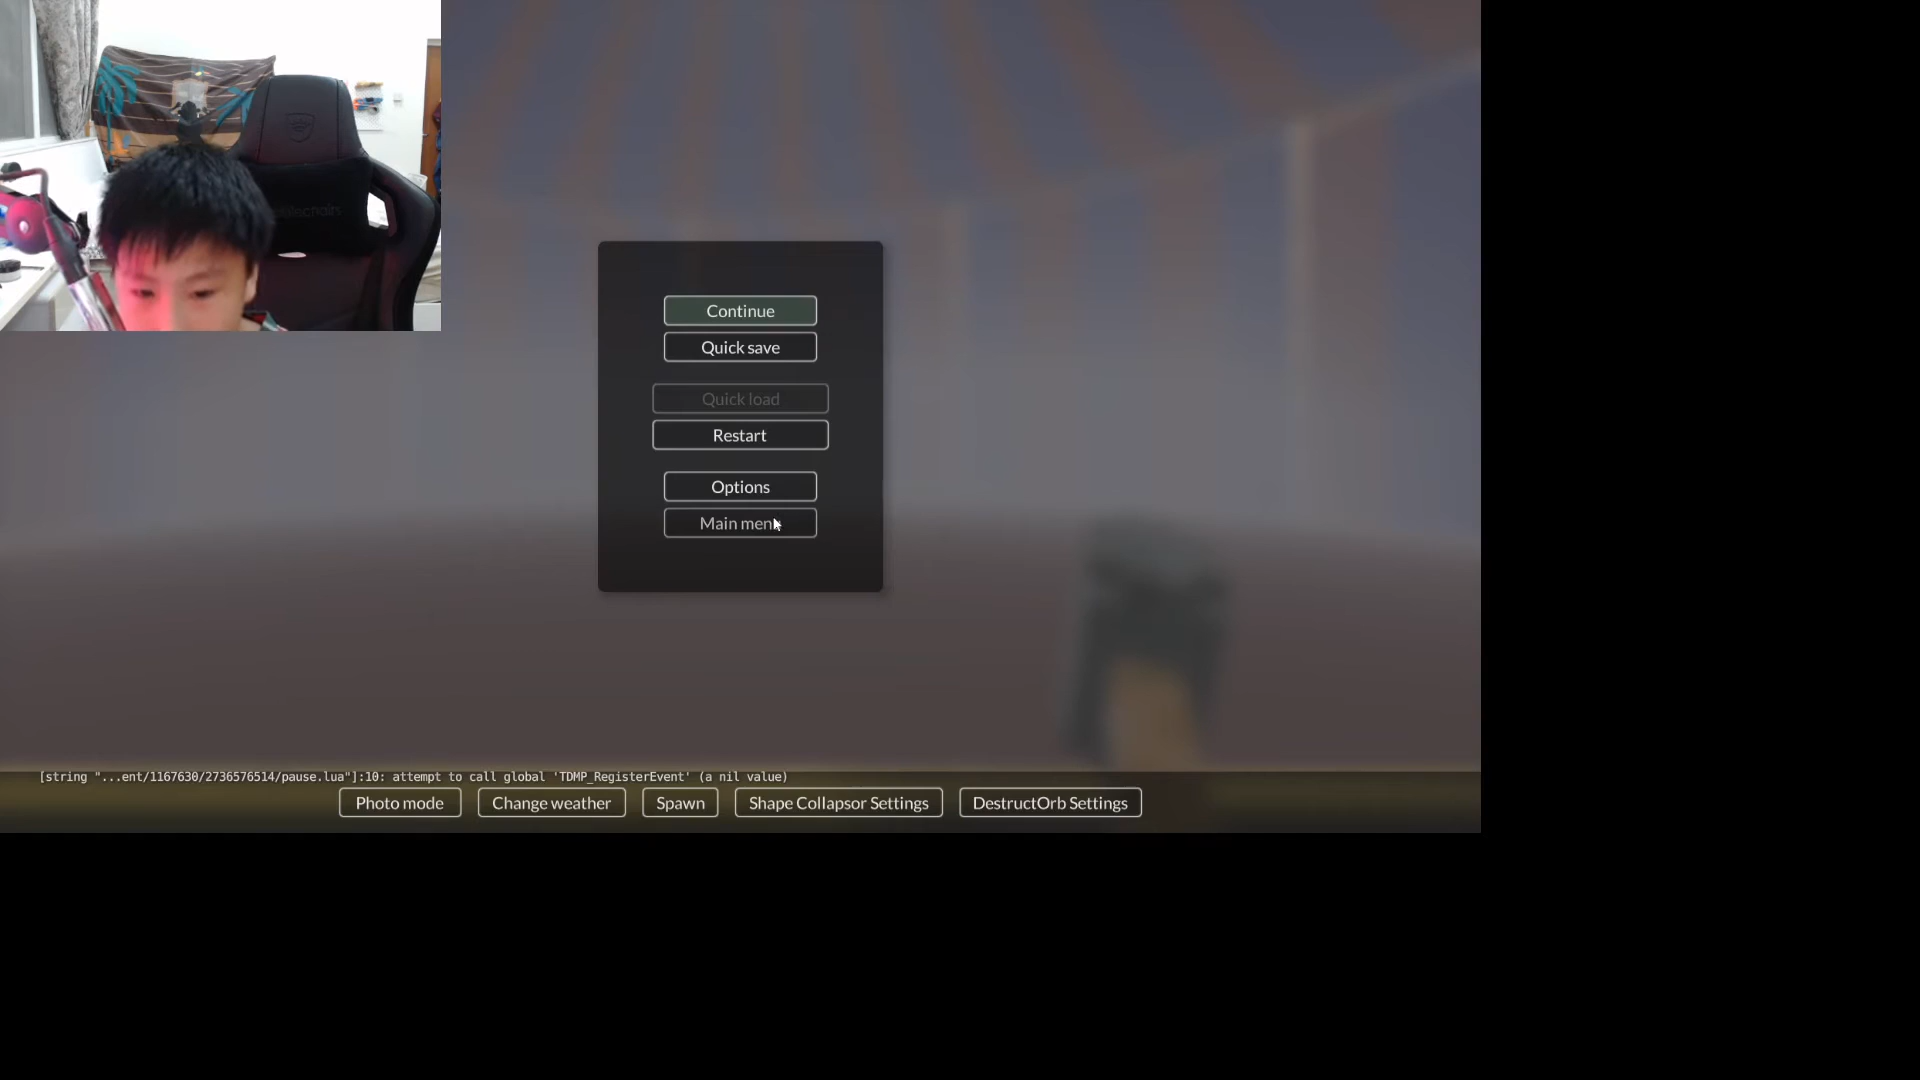 Continue
Quick save
Quick load
Restart
Options
Main menu
[string "...ent/1167630/2736576514/pause.lua"]:10: attempt to call global 'TDMP_RegisterEvent' (a nil value)
Photo mode
Change weather
Spawn
Shape Collapsor Settings
DestructOrb Settings